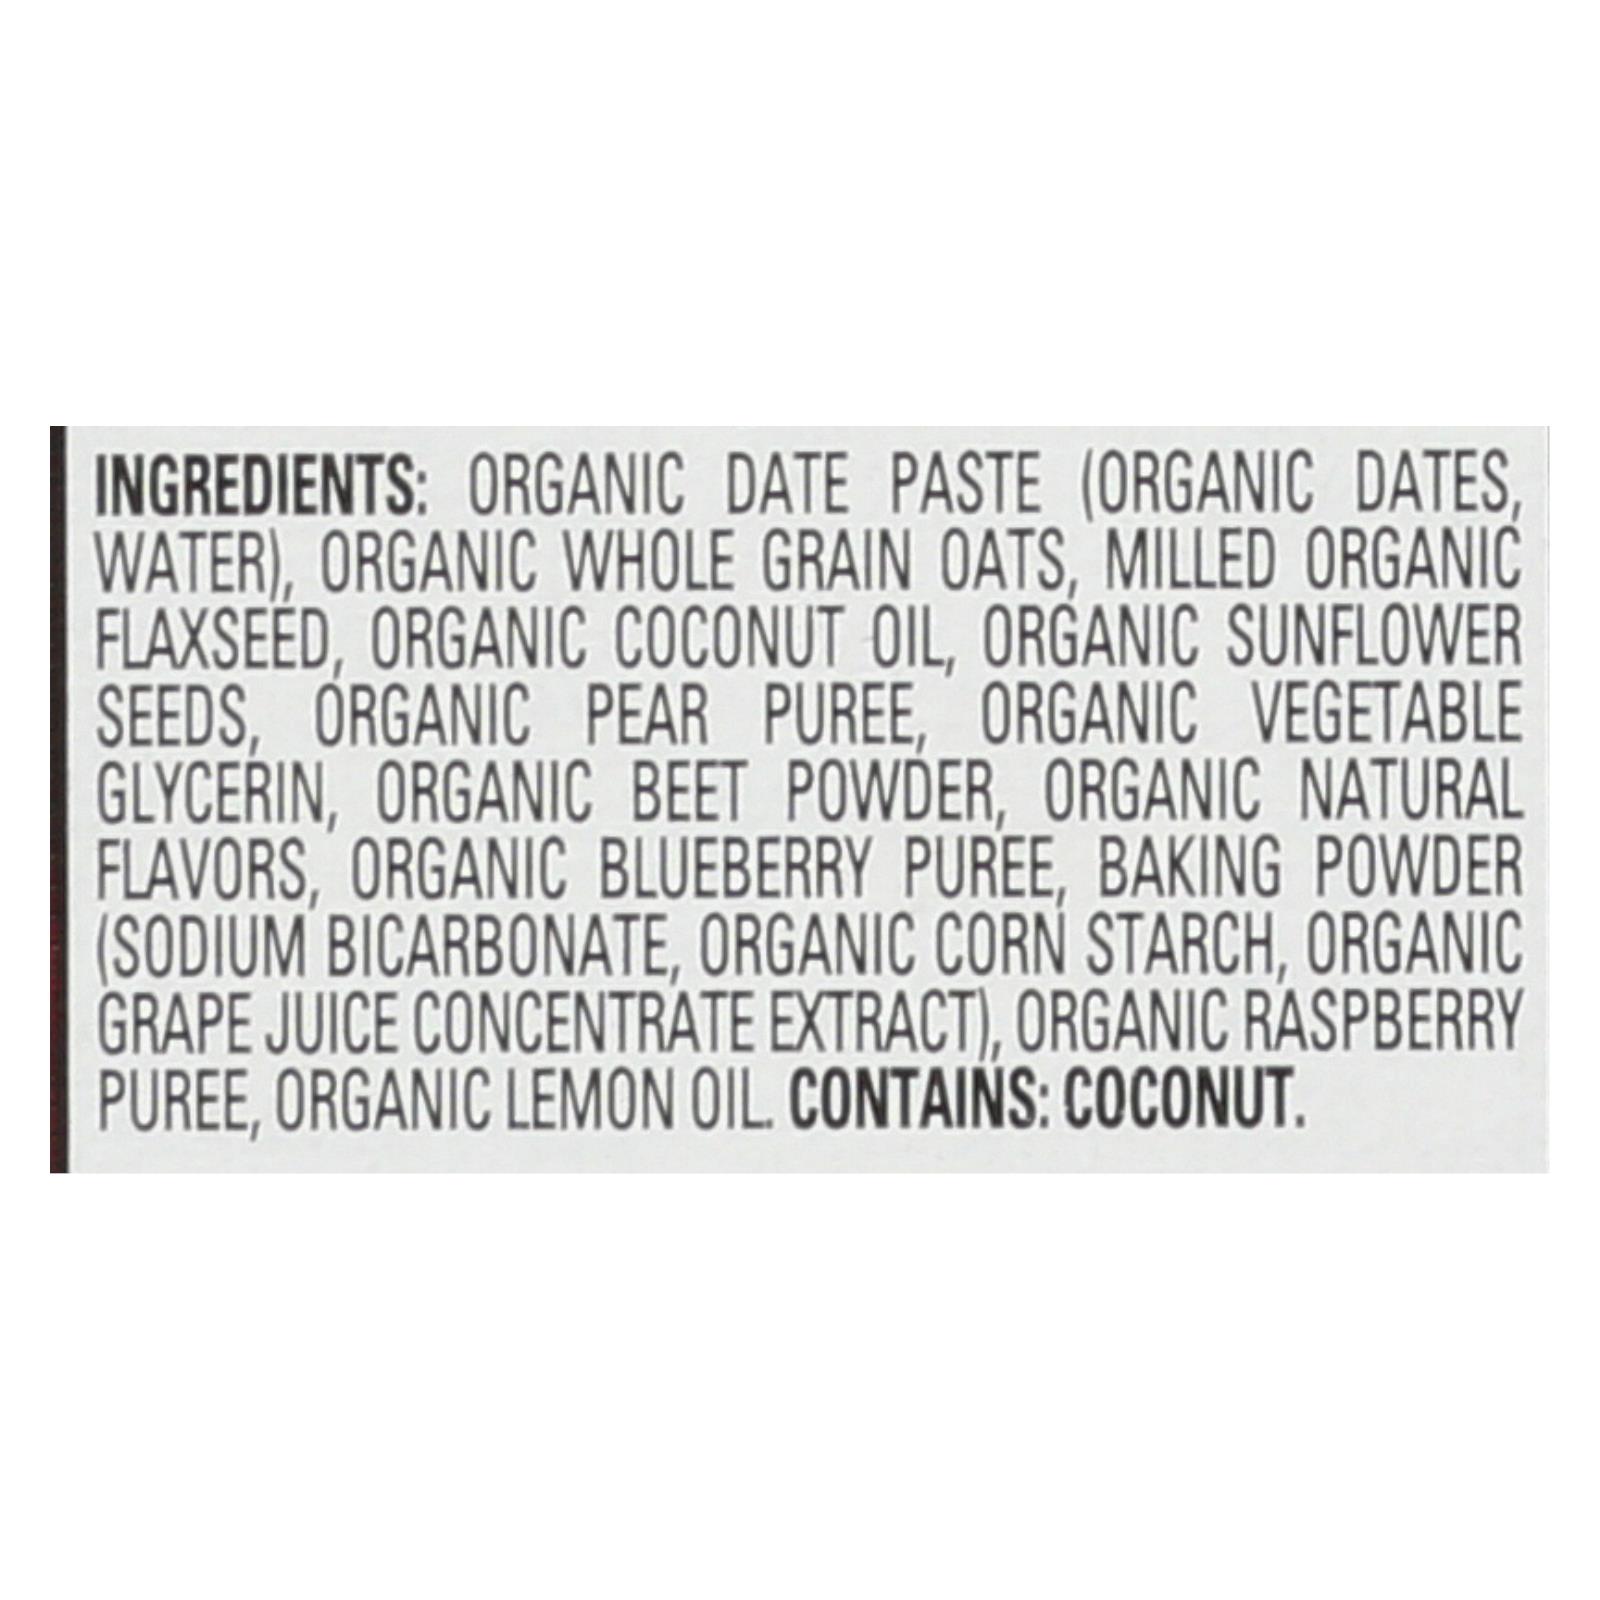 INGREDIENTS: ORGANIC DATE PASTE (ORGANIC DATES,
WATER), ORGANIC WHOLE GRAIN OATS, MILLED ORGANIC
FLAXSEED, ORGANIC COCONUT OIL, ORGANIC SUNFLOWER
SEEDS, ORGANIC PEAR PUREE, ORGANIC VEGETABLE
GLYCERIN, ORGANIC BEET POWDER, ORGANIC NATURAL
FLAVORS, ORGANIC BLUEBERRY PUREE, BAKING POWDER
(SODIUM BICARBONATE, ORGANIC CORN STARCH, ORGANIC
GRAPE JUICE CONCENTRATE EXTRACT), ORGANIC RASPBERRY
PUREE, ORGANIC LEMON OIL. CONTAINS: COCONUT.